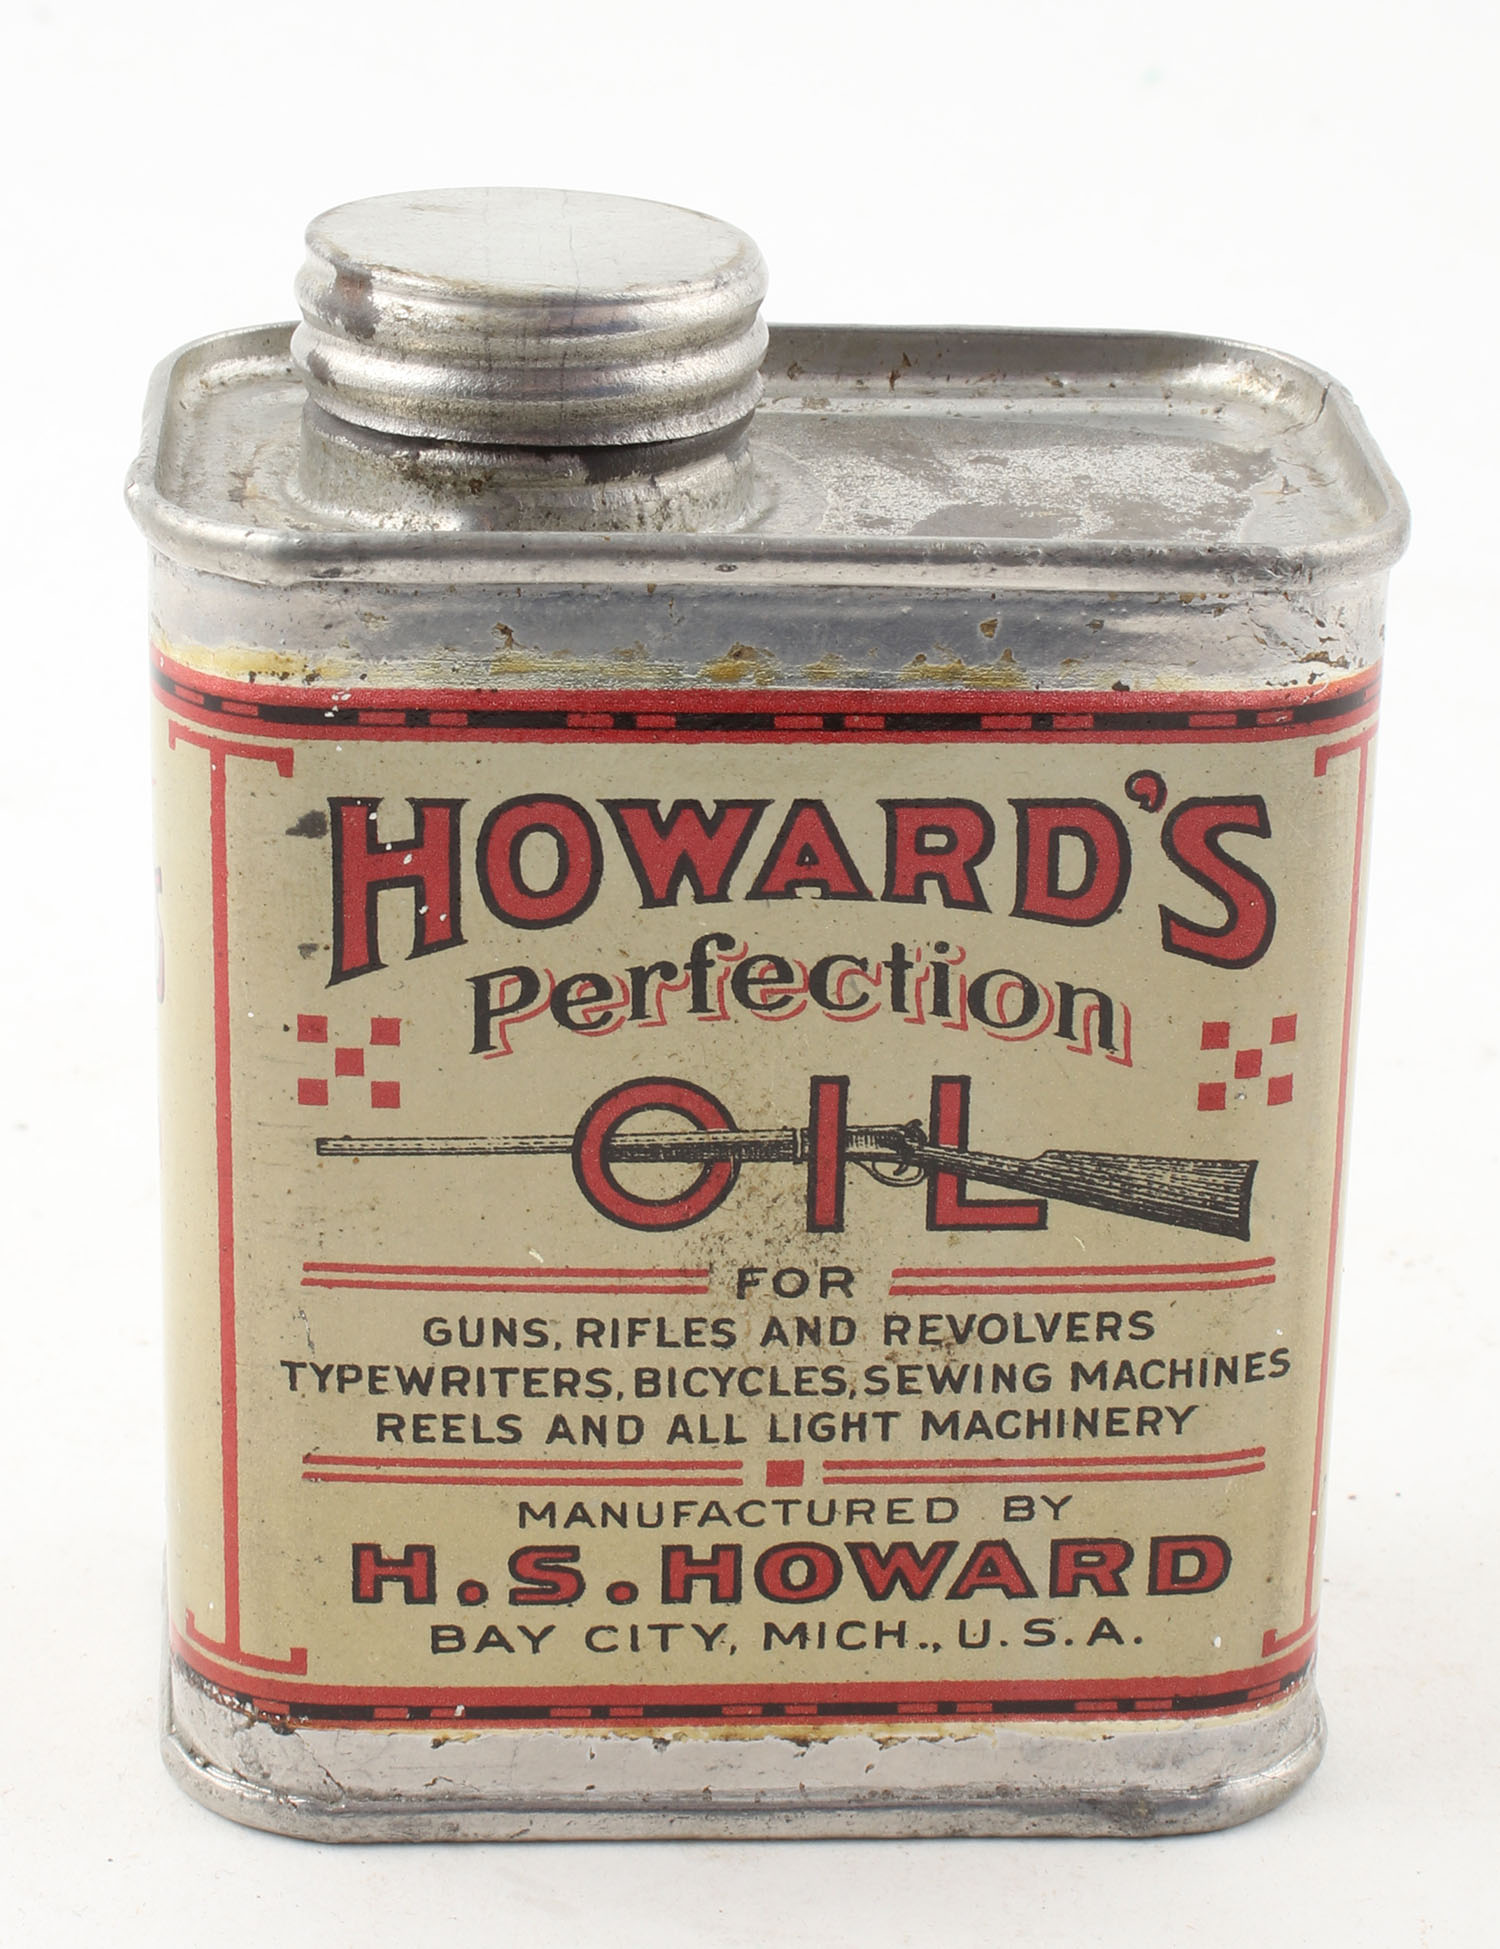 HOWARD'S
Perfection
OIL
FOR
GUNS, RIFLES AND REVOLVERS
TYPEWRITERS, BICYCLES, SEWING MACHINES
REELS AND ALL LIGHT MACHINERY
MANUFACTURED BY
H.S. HOWARD
BAY CITY, MICH., U.S.A.